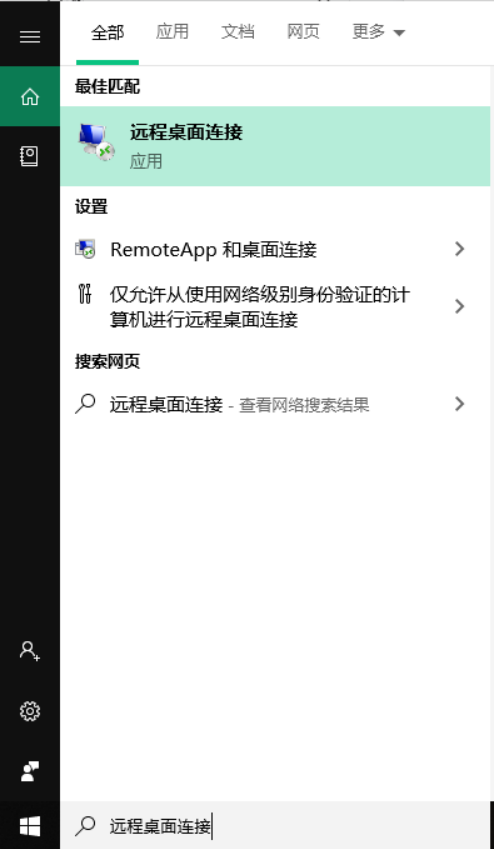 全部 应用 文档 网页 更多
最佳匹配
远程桌面连接
应用
设置
RemoteApp 和桌面连接
仅允许从使用网络级别身份验证的计
算机进行远程桌面连接
搜索网页
远程桌面连接 - 查看网络搜索结果
远程桌面连接